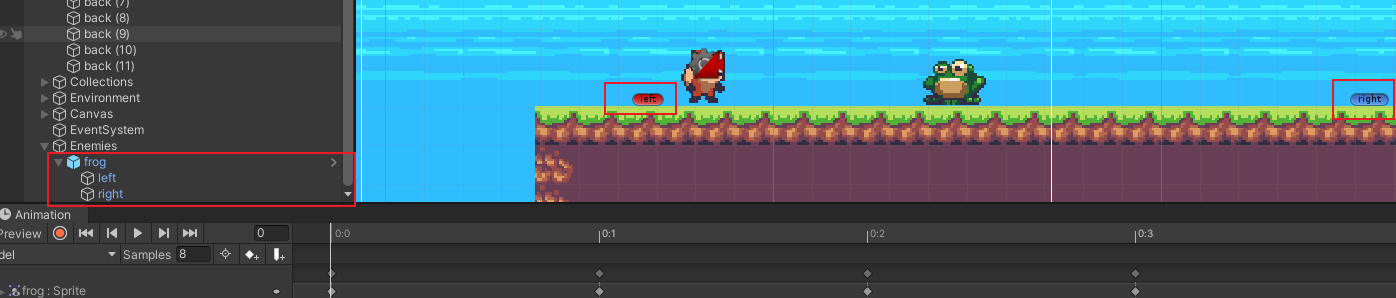 back (7)
back (8)
back (9)
back (10)
back (11)
Collections
Environment
Canvas
EventSystem
Enemies
frog
left
right
left
right
Animation
Preview
0
0:0
0:1
0:2
0:3
del
Samples
8
frog : Sprite